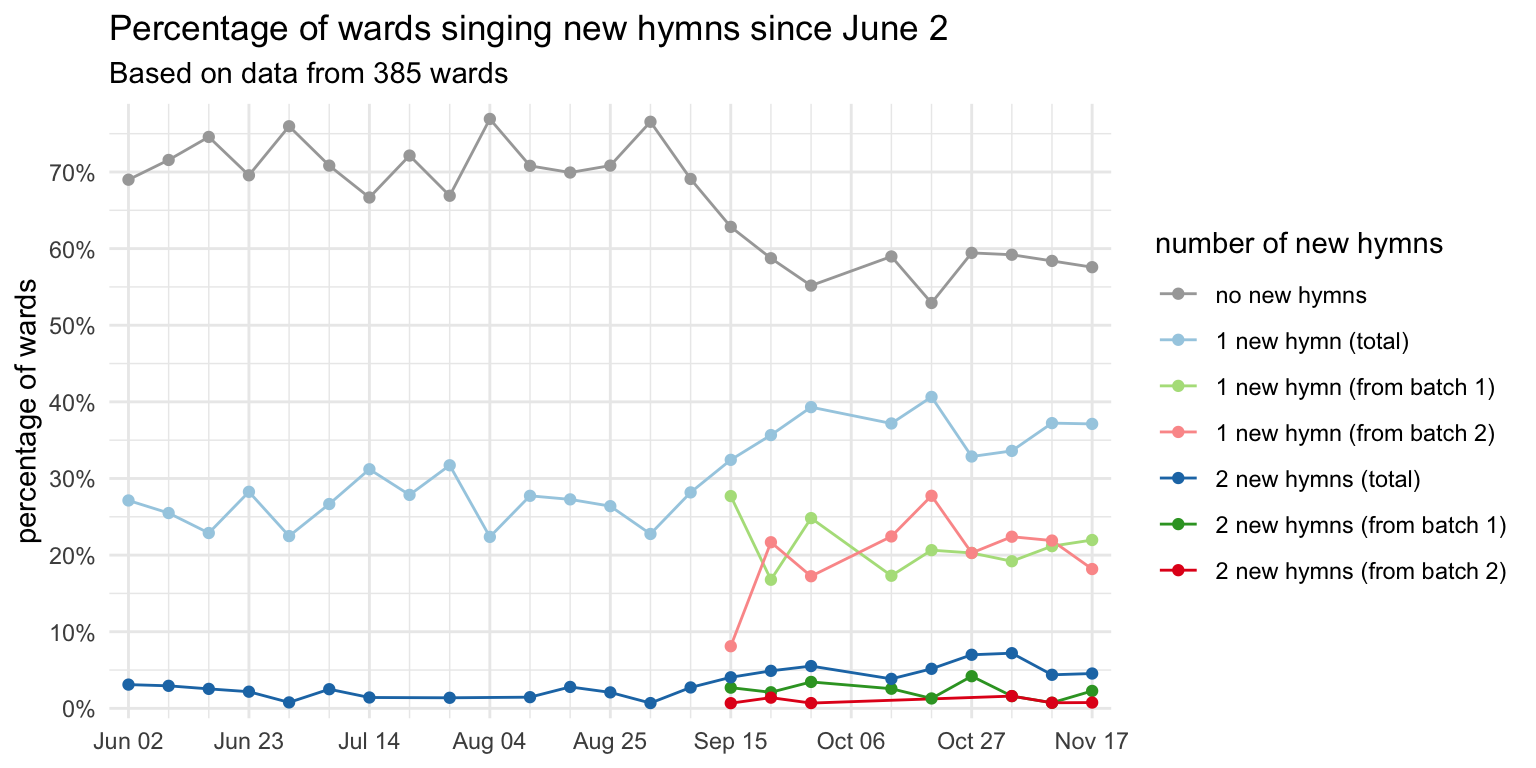 Percentage of wards singing new hymns since June 2
Based on data from 385 wards
percentage of wards
70%
60%
50%
40%
30%
20%
10%
0%
Jun 02
Jun 23
Jul 14
Aug 04
Aug 25
Sep 15
Oct 06
Oct 27
Nov 17
number of new hymns
no new hymns
1 new hymn (total)
1 new hymn (from batch 1)
1 new hymn (from batch 2)
2 new hymns (total)
2 new hymns (from batch 1)
2 new hymns (from batch 2)